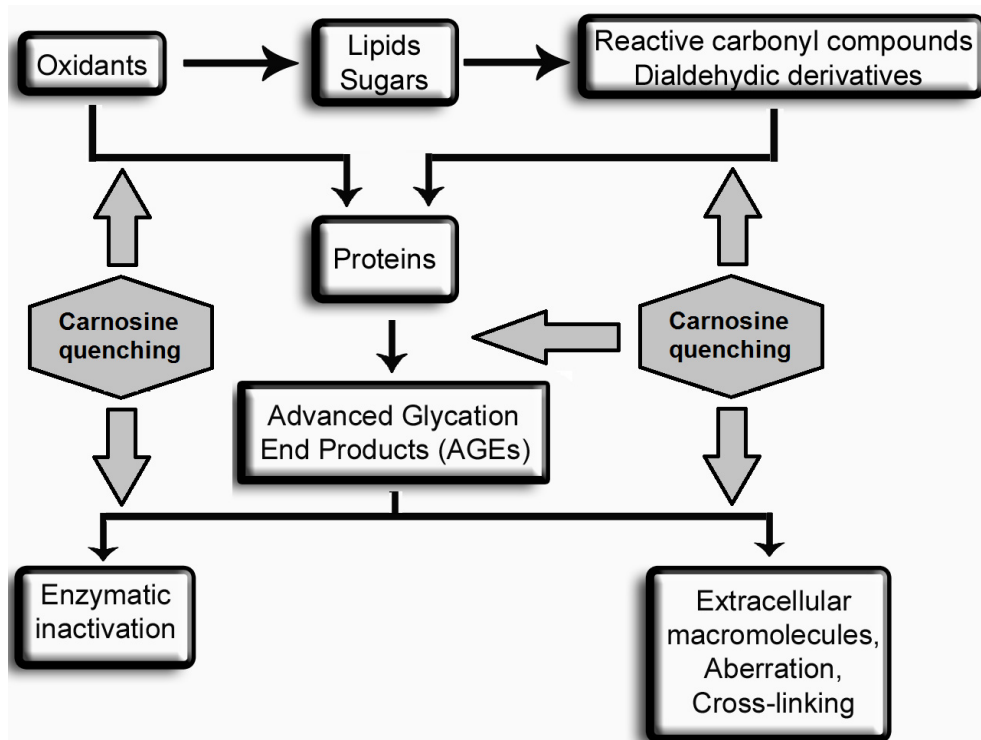 Oxidants
Lipids
Sugars
Reactive carbonyl compounds
Dialdehydic derivatives
Proteins
Carnosine
quenching
Carnosine
quenching
Advanced Glycation
End Products (AGEs)
Enzymatic
inactivation
Extracellular
macromolecules,
Aberration,
Cross-linking